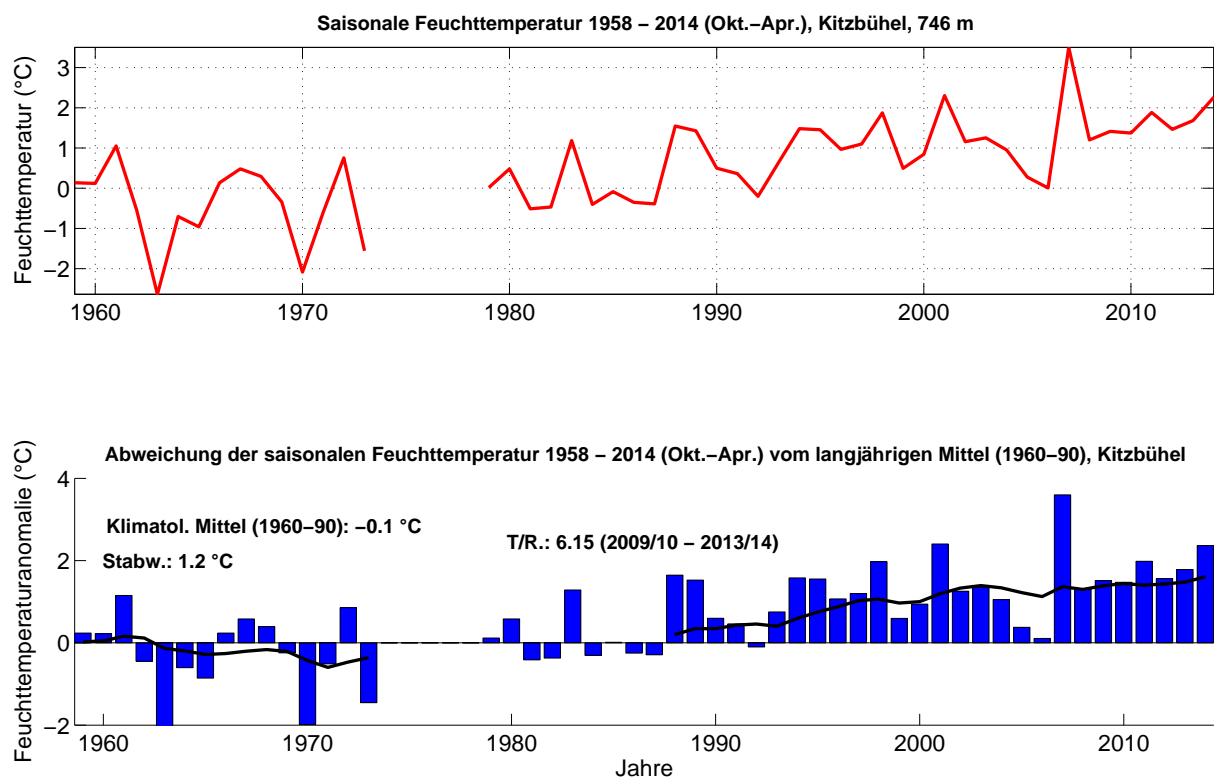 Saisonale Feuchttemperatur 1958 − 2014 (Okt.−Apr.), Kitzbühel, 746 m
Feuchttemperatur (°C)
3
2
1
0
−1
−2
1960 1970 1980 1990 2000 2010
Abweichung der saisonalen Feuchttemperatur 1958 − 2014 (Okt.−Apr.) vom langjährigen Mittel (1960−90), Kitzbühel
Feuchttemperaturanomalie (°C)
4
2
0
−2
Klimatol. Mittel (1960−90): −0.1 °C
Stabw.: 1.2 °C
T/R.: 6.15 (2009/10 − 2013/14)
1960 1970 1980 1990 2000 2010
Jahre